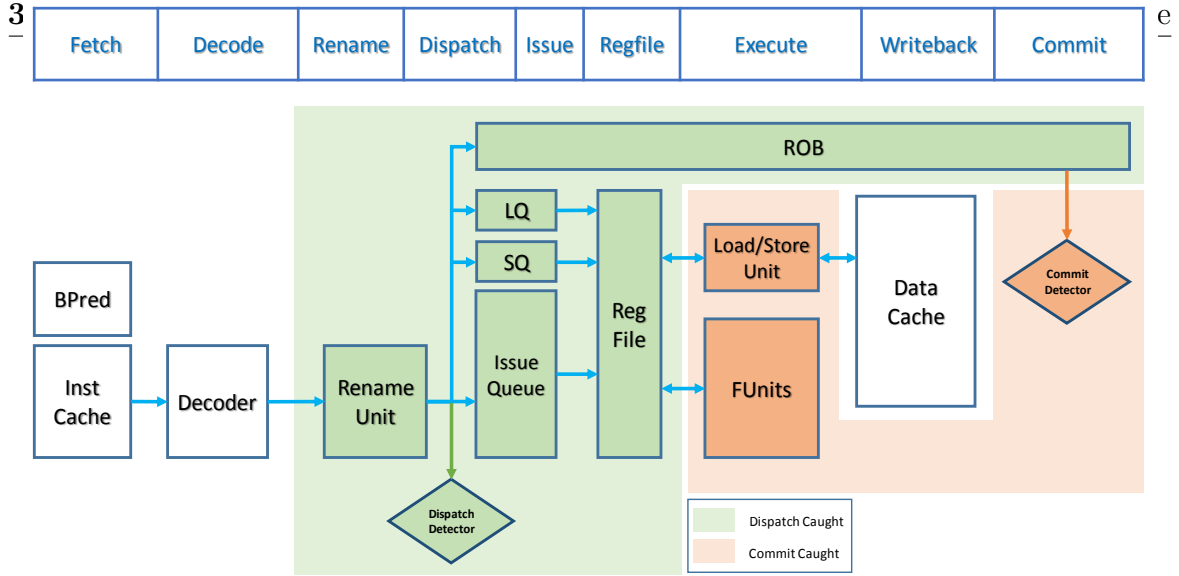 3
e
Fetch Decode Rename Dispatch Issue Regfile Execute Writeback Commit
ROB
LQ
SQ
Load/Store
Unit
Commit
Detector
BPred
Data
Cache
Reg
File
Issue
Queue
Inst
Cache
Decoder
Rename
Unit
FUnits
Dispatch
Detector
Dispatch Caught
Commit Caught